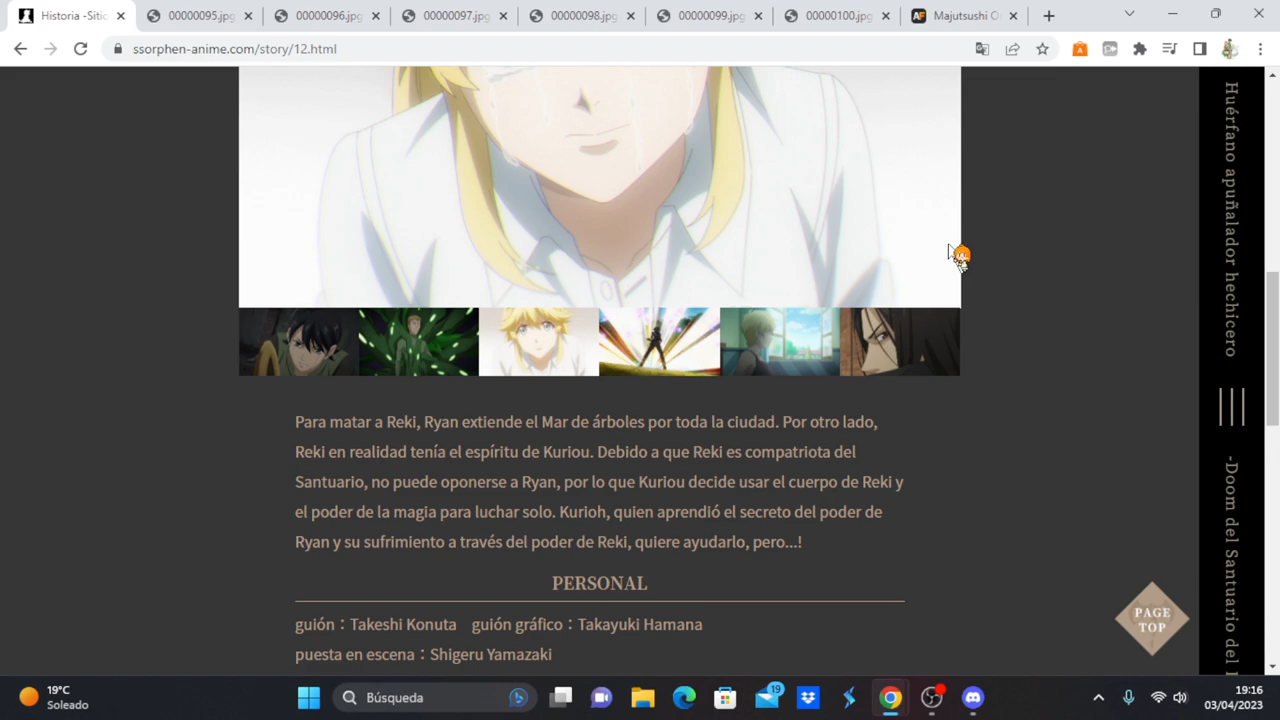 Historia -Sitio
00000095.jpg
00000096.jpg
00000097.jpg
00000098.jpg
00000099.jpg
00000100.jpg
AF Majutsushi O
ssorphen-anime.com/story/12.html
Huérfano apuñalador hechicero
-Doom del Santuario del
Para matar a Reki, Ryan extiende el Mar de árboles por toda la ciudad. Por otro lado,
Reki en realidad tenía el espíritu de Kuriou. Debido a que Reki es compatriota del
Santuario, no puede oponerse a Ryan, por lo que Kuriou decide usar el cuerpo de Reki y
el poder de la magia para luchar solo. Kurioh, quien aprendió el secreto del poder de
Ryan y su sufrimiento a través del poder de Reki, quiere ayudarlo, pero...!
PERSONAL
guión：Takeshi Konuta guión gráfico：Takayuki Hamana
puesta en escena：Shigeru Yamazaki
PAGE
TOP
19°C
Soleado
Búsqueda
19
19:16
03/04/2023